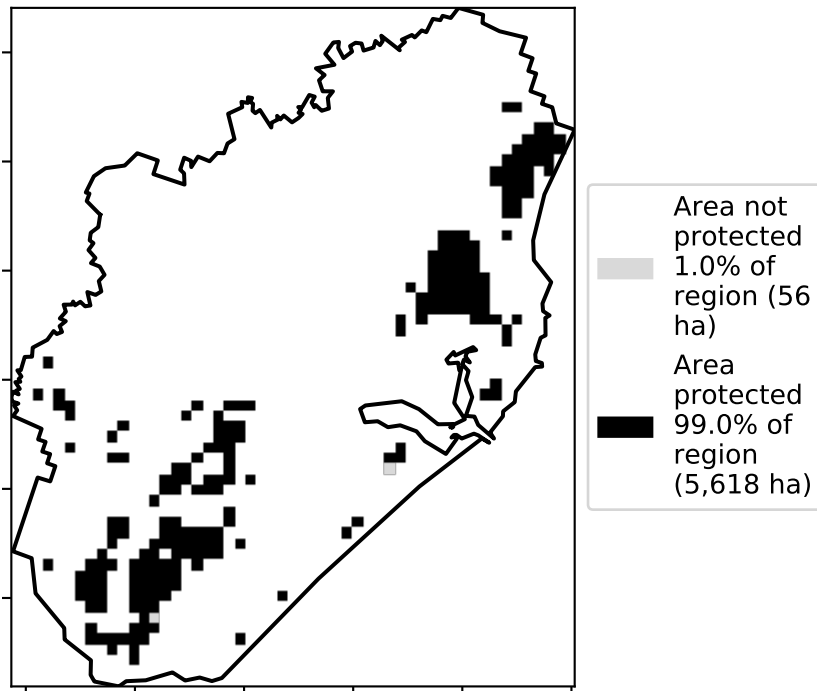 Area not
protected
1.0% of
region (56
ha)
Area
protected
99.0% of
region
(5,618 ha)